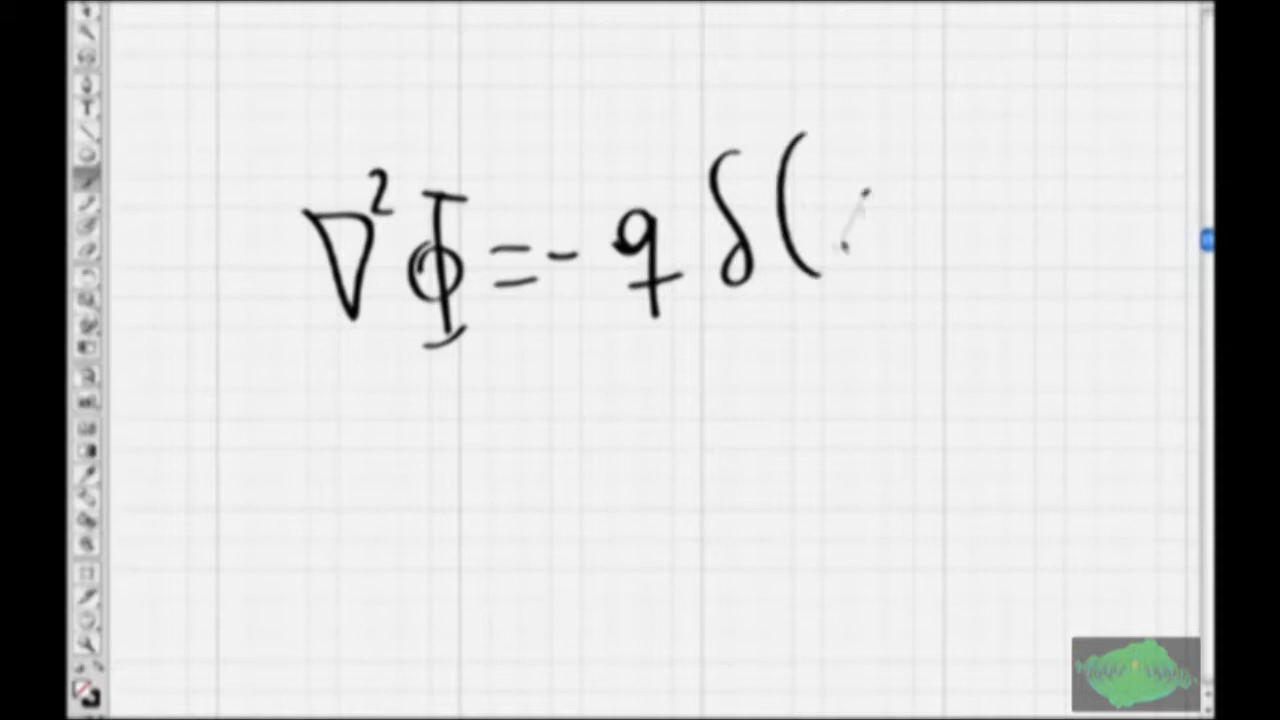 ∇²Φ = - q δ(